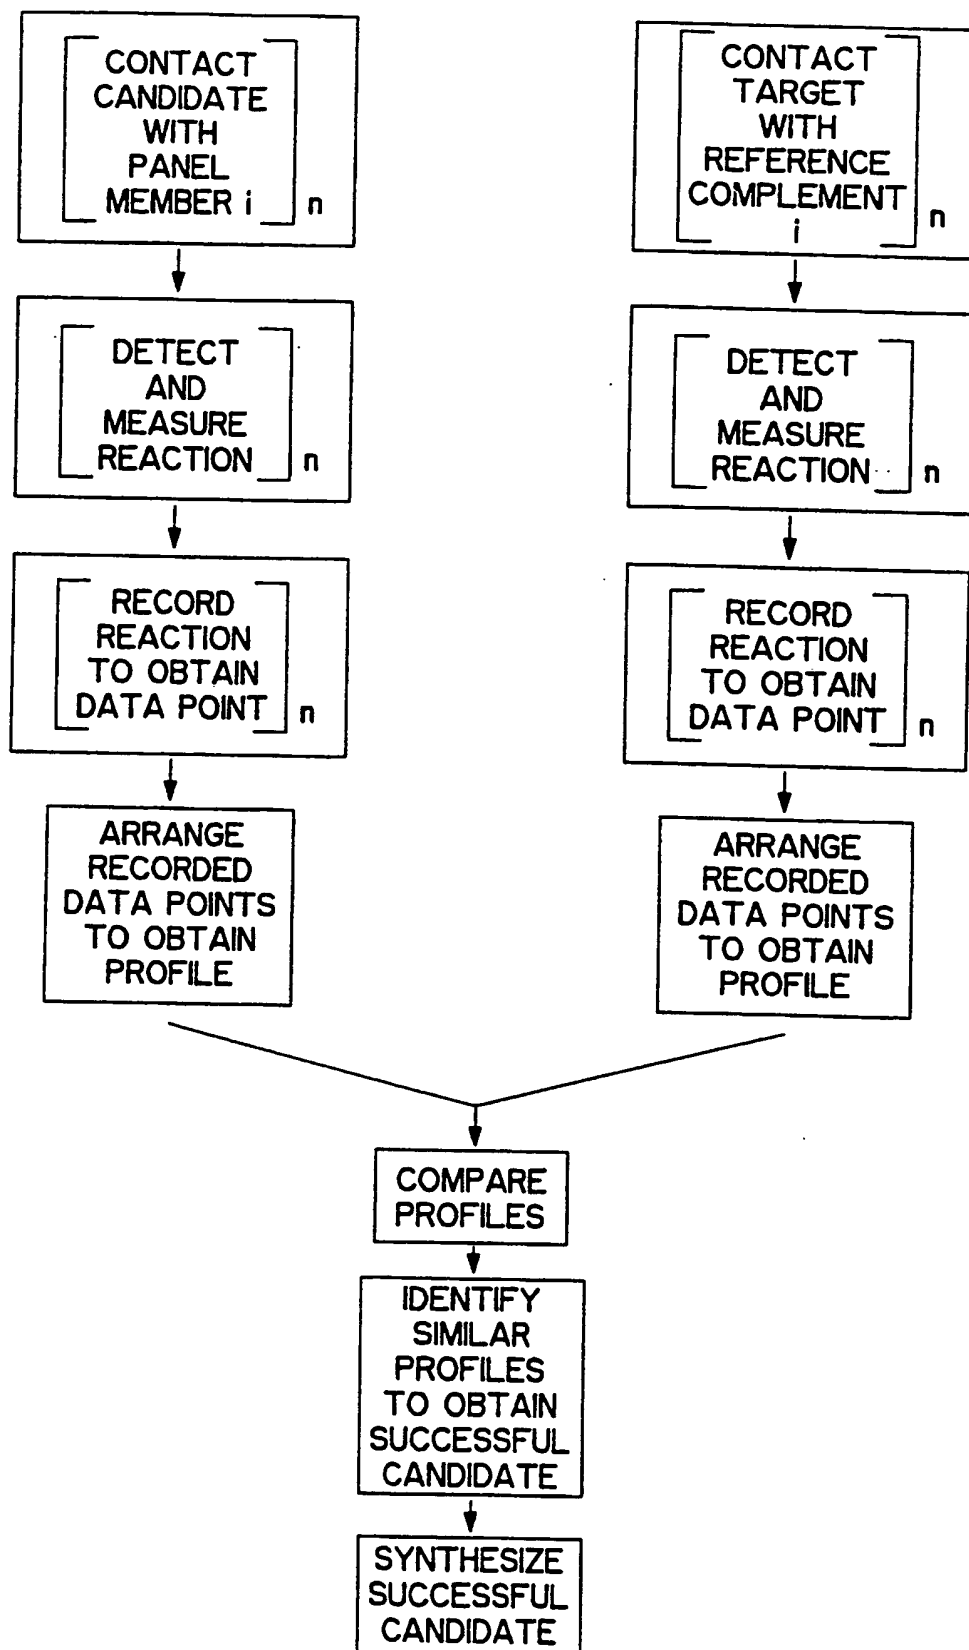 CONTACT
CANDIDATE
WITH
PANEL
MEMBER i
n
DETECT
AND
MEASURE
REACTION
n
RECORD
REACTION
TO OBTAIN
DATA POINT
n
ARRANGE
RECORDED
DATA POINTS
TO OBTAIN
PROFILE
CONTACT
TARGET
WITH
REFERENCE
COMPLEMENT
i
n
DETECT
AND
MEASURE
REACTION
n
RECORD
REACTION
TO OBTAIN
DATA POINT
n
ARRANGE
RECORDED
DATA POINTS
TO OBTAIN
PROFILE
COMPARE
PROFILES
IDENTIFY
SIMILAR
PROFILES
TO OBTAIN
SUCCESSFUL
CANDIDATE
SYNTHESIZE
SUCCESSFUL
CANDIDATE